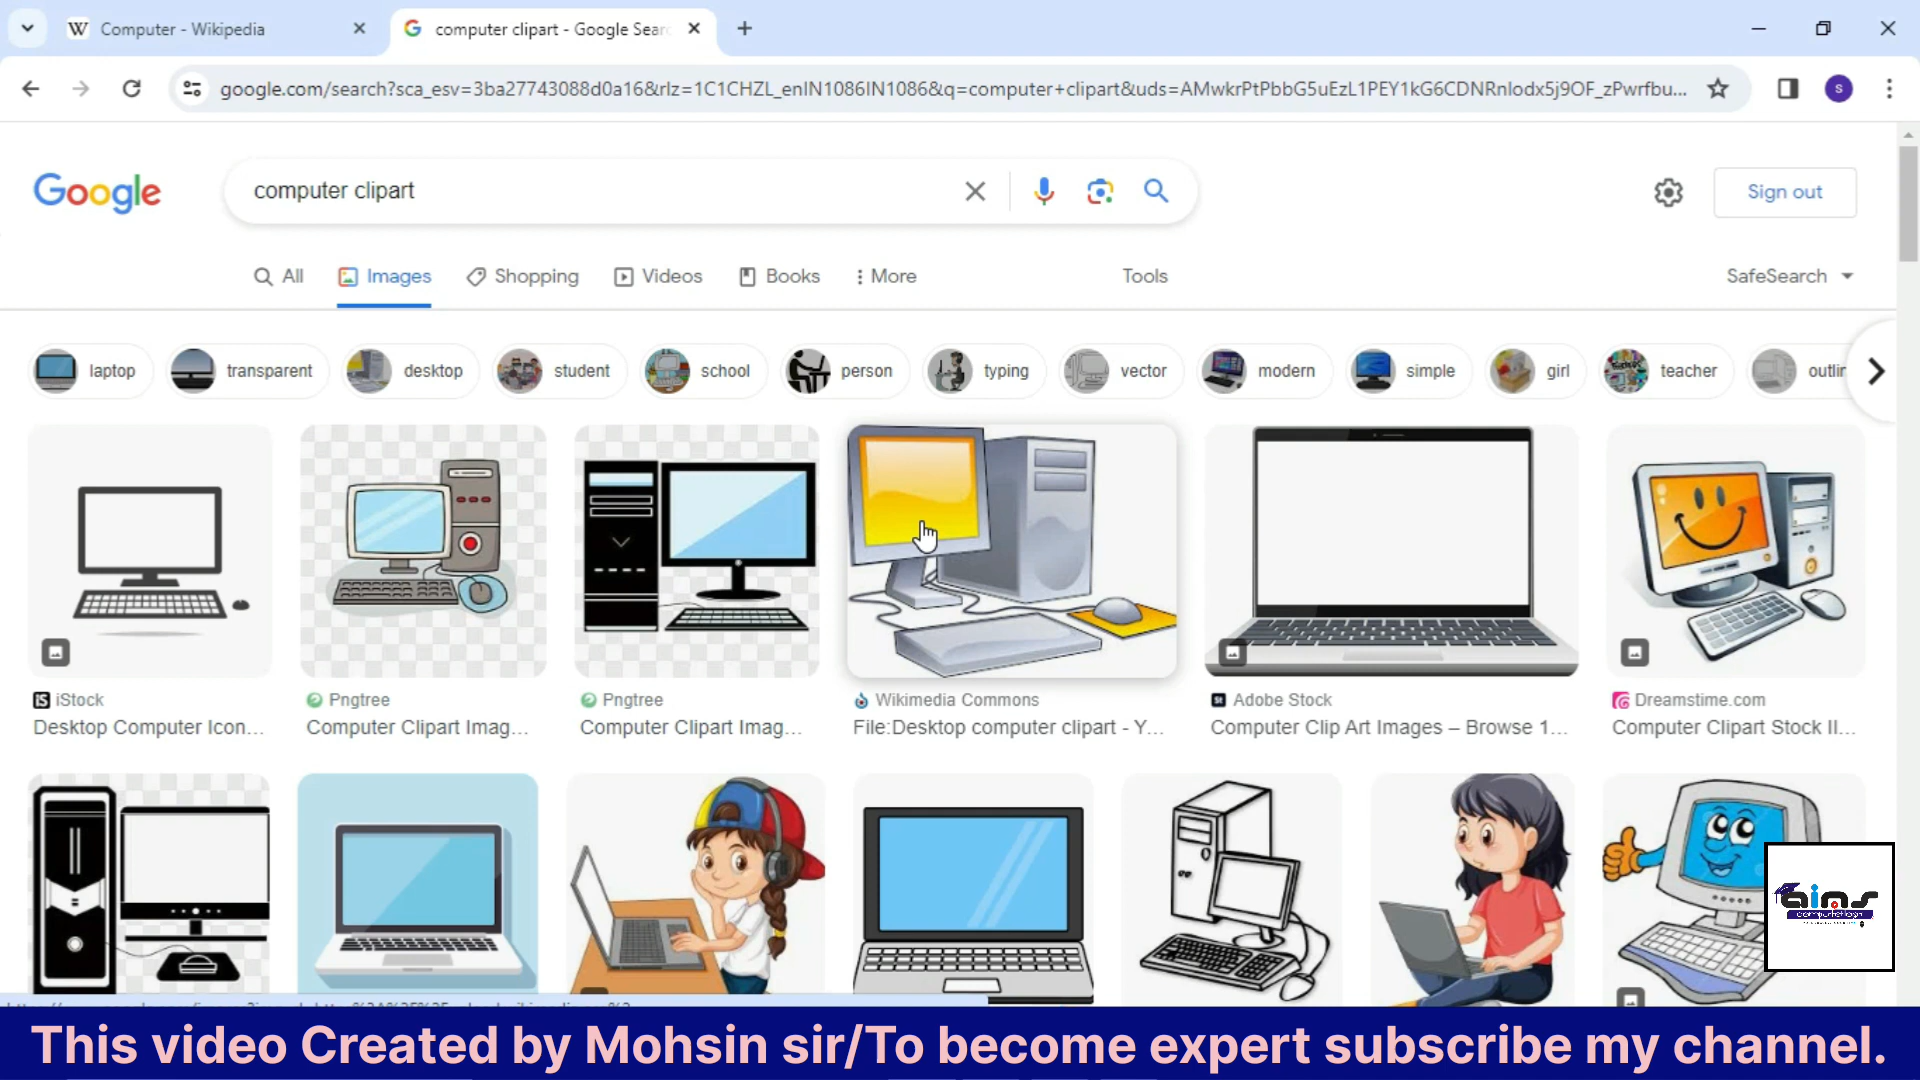 Computer - Wikipedia
computer clipart - Google Sear
google.com/search?sca_esv=3ba27743088d0a16&rlz=1C1CHZL_enIN1086IN1086&q=computer+clipart&uds=AMwkrPtPbbG5uEzL1PEY1kG6CDNRnIodx5j9OF_zPwrfbu...
S
Google
computer clipart
Sign out
All
Images
Shopping
Videos
Books
More
Tools
SafeSearch
laptop
transparent
desktop
student
school
person
typing
vector
modern
simple
girl
teacher
outlin
iStock
Desktop Computer Icon...
Pngtree
Computer Clipart Imag...
Pngtree
Computer Clipart Imag...
Wikimedia Commons
File:Desktop computer clipart - Y...
Adobe Stock
Computer Clip Art Images – Browse 1...
Dreamstime.com
Computer Clipart Stock Il...
aims
This video Created by Mohsin sir/To become expert subscribe my channel.